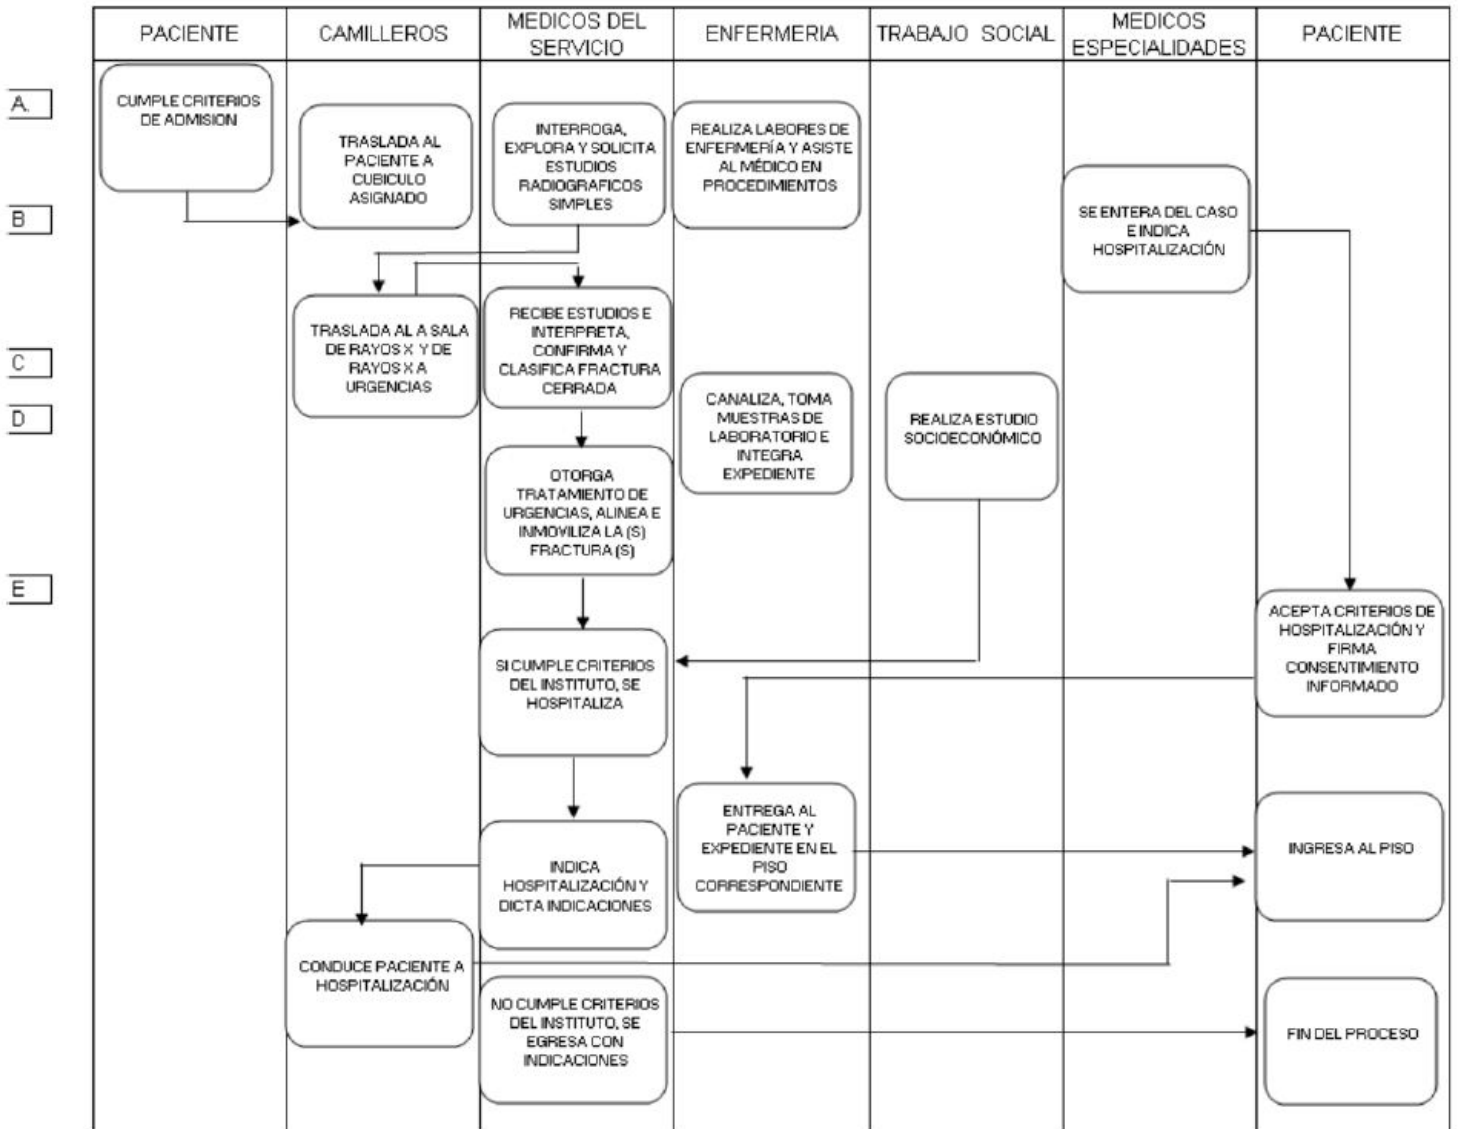 PACIENTE
CAMILLEROS
MEDICOS DEL
SERVICIO
ENFERMERIA
TRABAJO SOCIAL
MEDICOS
ESPECIALIDADES
PACIENTE
A.
B
C
D
E
CUMPLE CRITERIOS
DE ADMISION
TRASLADA AL
PACIENTE A
CUBICULO
ASIGNADO
INTERROGA,
EXPLORA Y SOLICITA
ESTUDIOS
RADIOGRAFICOS
SIMPLES
REALIZA LABORES DE
ENFERMERÍA Y ASISTE
AL MÉDICO EN
PROCEDIMIENTOS
SE ENTERA DEL CASO
E INDICA
HOSPITALIZACIÓN
TRASLADA AL A SALA
DE RAYOS X Y DE
RAYOS X A
URGENCIAS
RECIBE ESTUDIOS E
INTERPRETA,
CONFIRMA Y
CLASIFICA FRACTURA
CERRADA
CANALIZA, TOMA
MUESTRAS DE
LABORATORIO E
INTEGRA
EXPEDIENTE
REALIZA ESTUDIO
SOCIOECONÓMICO
OTORGA
TRATAMIENTO DE
URGENCIAS, ALINEA E
INMOVILIZA LA (S)
FRACTURA (S)
ACEPTA CRITERIOS DE
HOSPITALIZACIÓN Y
FIRMA
CONSENTIMIENTO
INFORMADO
SI CUMPLE CRITERIOS
DEL INSTITUTO, SE
HOSPITALIZA
ENTREGA AL
PACIENTE Y
EXPEDIENTE EN EL
PISO
CORRESPONDIENTE
INGRESA AL PISO
INDICA
HOSPITALIZACIÓN Y
DICTA INDICACIONES
CONDUCE PACIENTE A
HOSPITALIZACIÓN
NO CUMPLE CRITERIOS
DEL INSTITUTO, SE
EGRESA CON
INDICACIONES
FIN DEL PROCESO